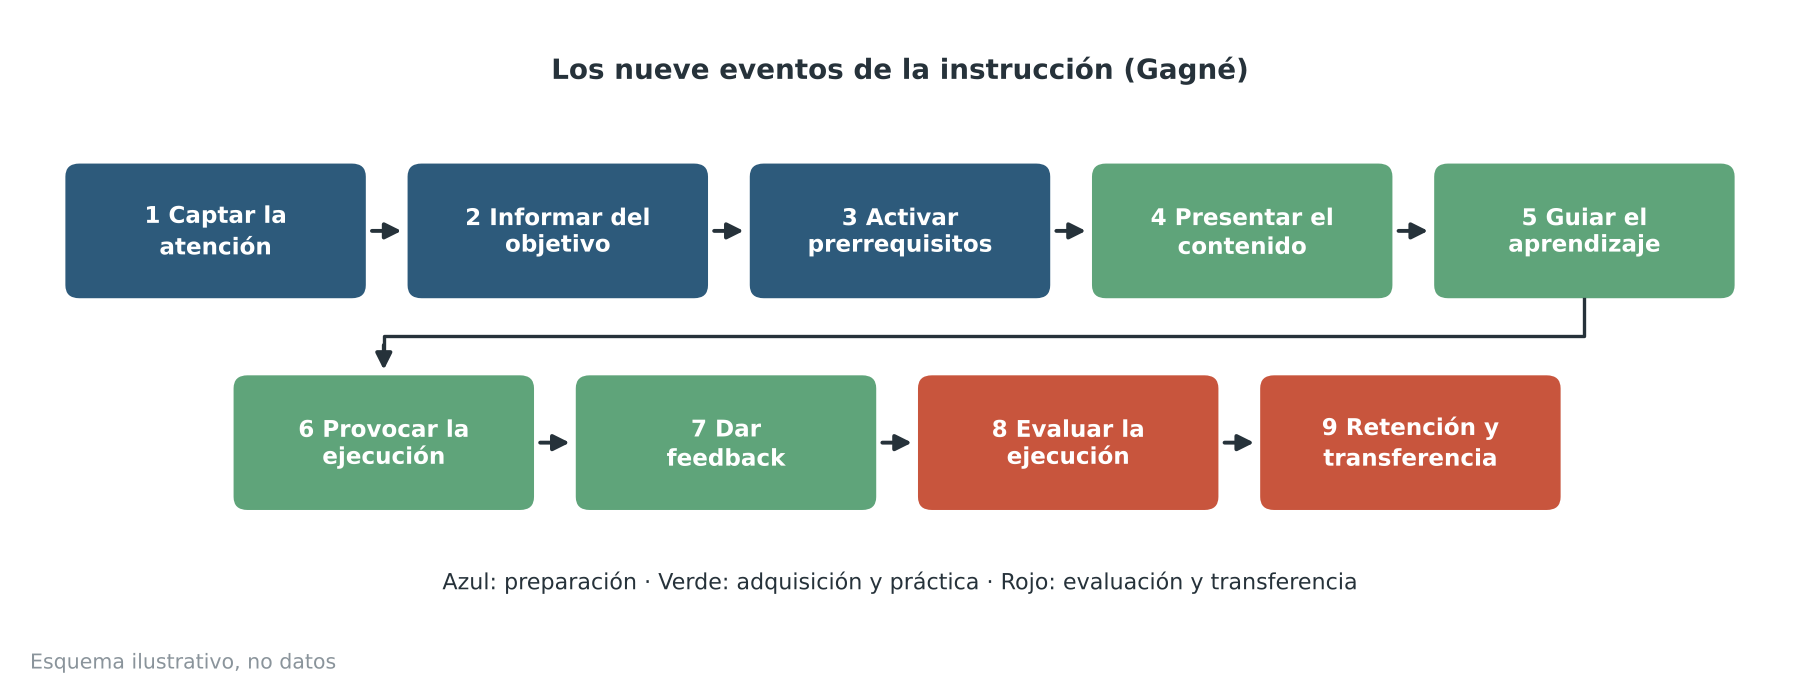 Los nueve eventos de la instrucción (Gagné)
1 Captar la
atención
2 Informar del
objetivo
3 Activar
prerrequisitos
4 Presentar el
contenido
5 Guiar el
aprendizaje
6 Provocar la
ejecución
7 Dar
feedback
8 Evaluar la
ejecución
9 Retención y
transferencia
Azul: preparación · Verde: adquisición y práctica · Rojo: evaluación y transferencia
Esquema ilustrativo, no datos